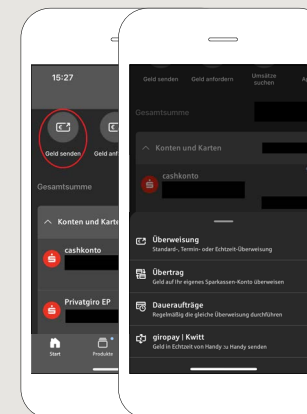 15:27
Geld senden
Geld anf
Gesamtsumme
Konten und Karte
cashkonto
Privatgiro EP
Start
Produkte
Geld senden
Geld anfordern
Umsätze suchen
Gesamtsumme
Konten und Karten
cashkonto
Überweisung
Standard-, Termin- oder Echtzeit-Überweisung
Übertrag
Geld auf Ihr eigenes Sparkassen-Konto überweisen
Daueraufträge
Regelmäßig die gleiche Überweisung durchführen
giropay | Kwitt
Geld in Echtzeit von Handy zu Handy senden